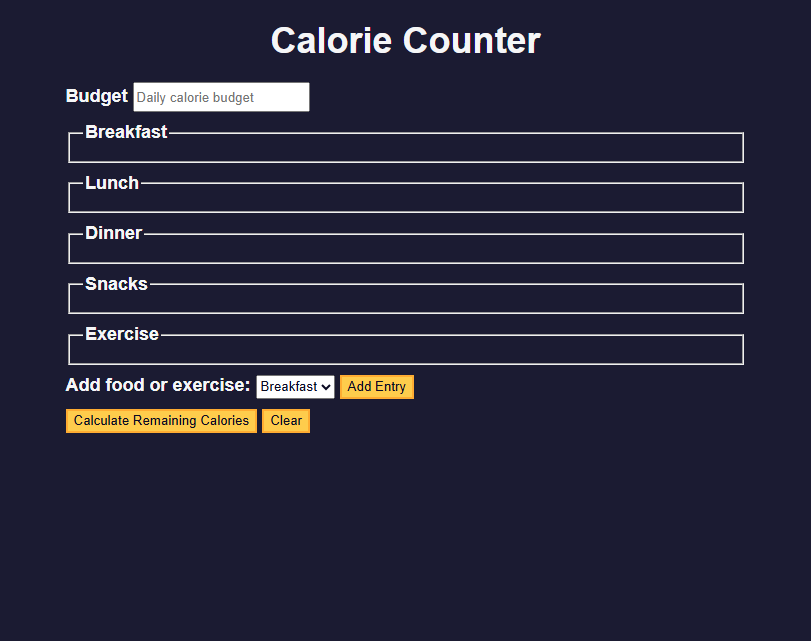 Calorie Counter
Budget Daily calorie budget
Breakfast
Lunch
Dinner
Snacks
Exercise
Add food or exercise: Breakfast Add Entry
Calculate Remaining Calories Clear